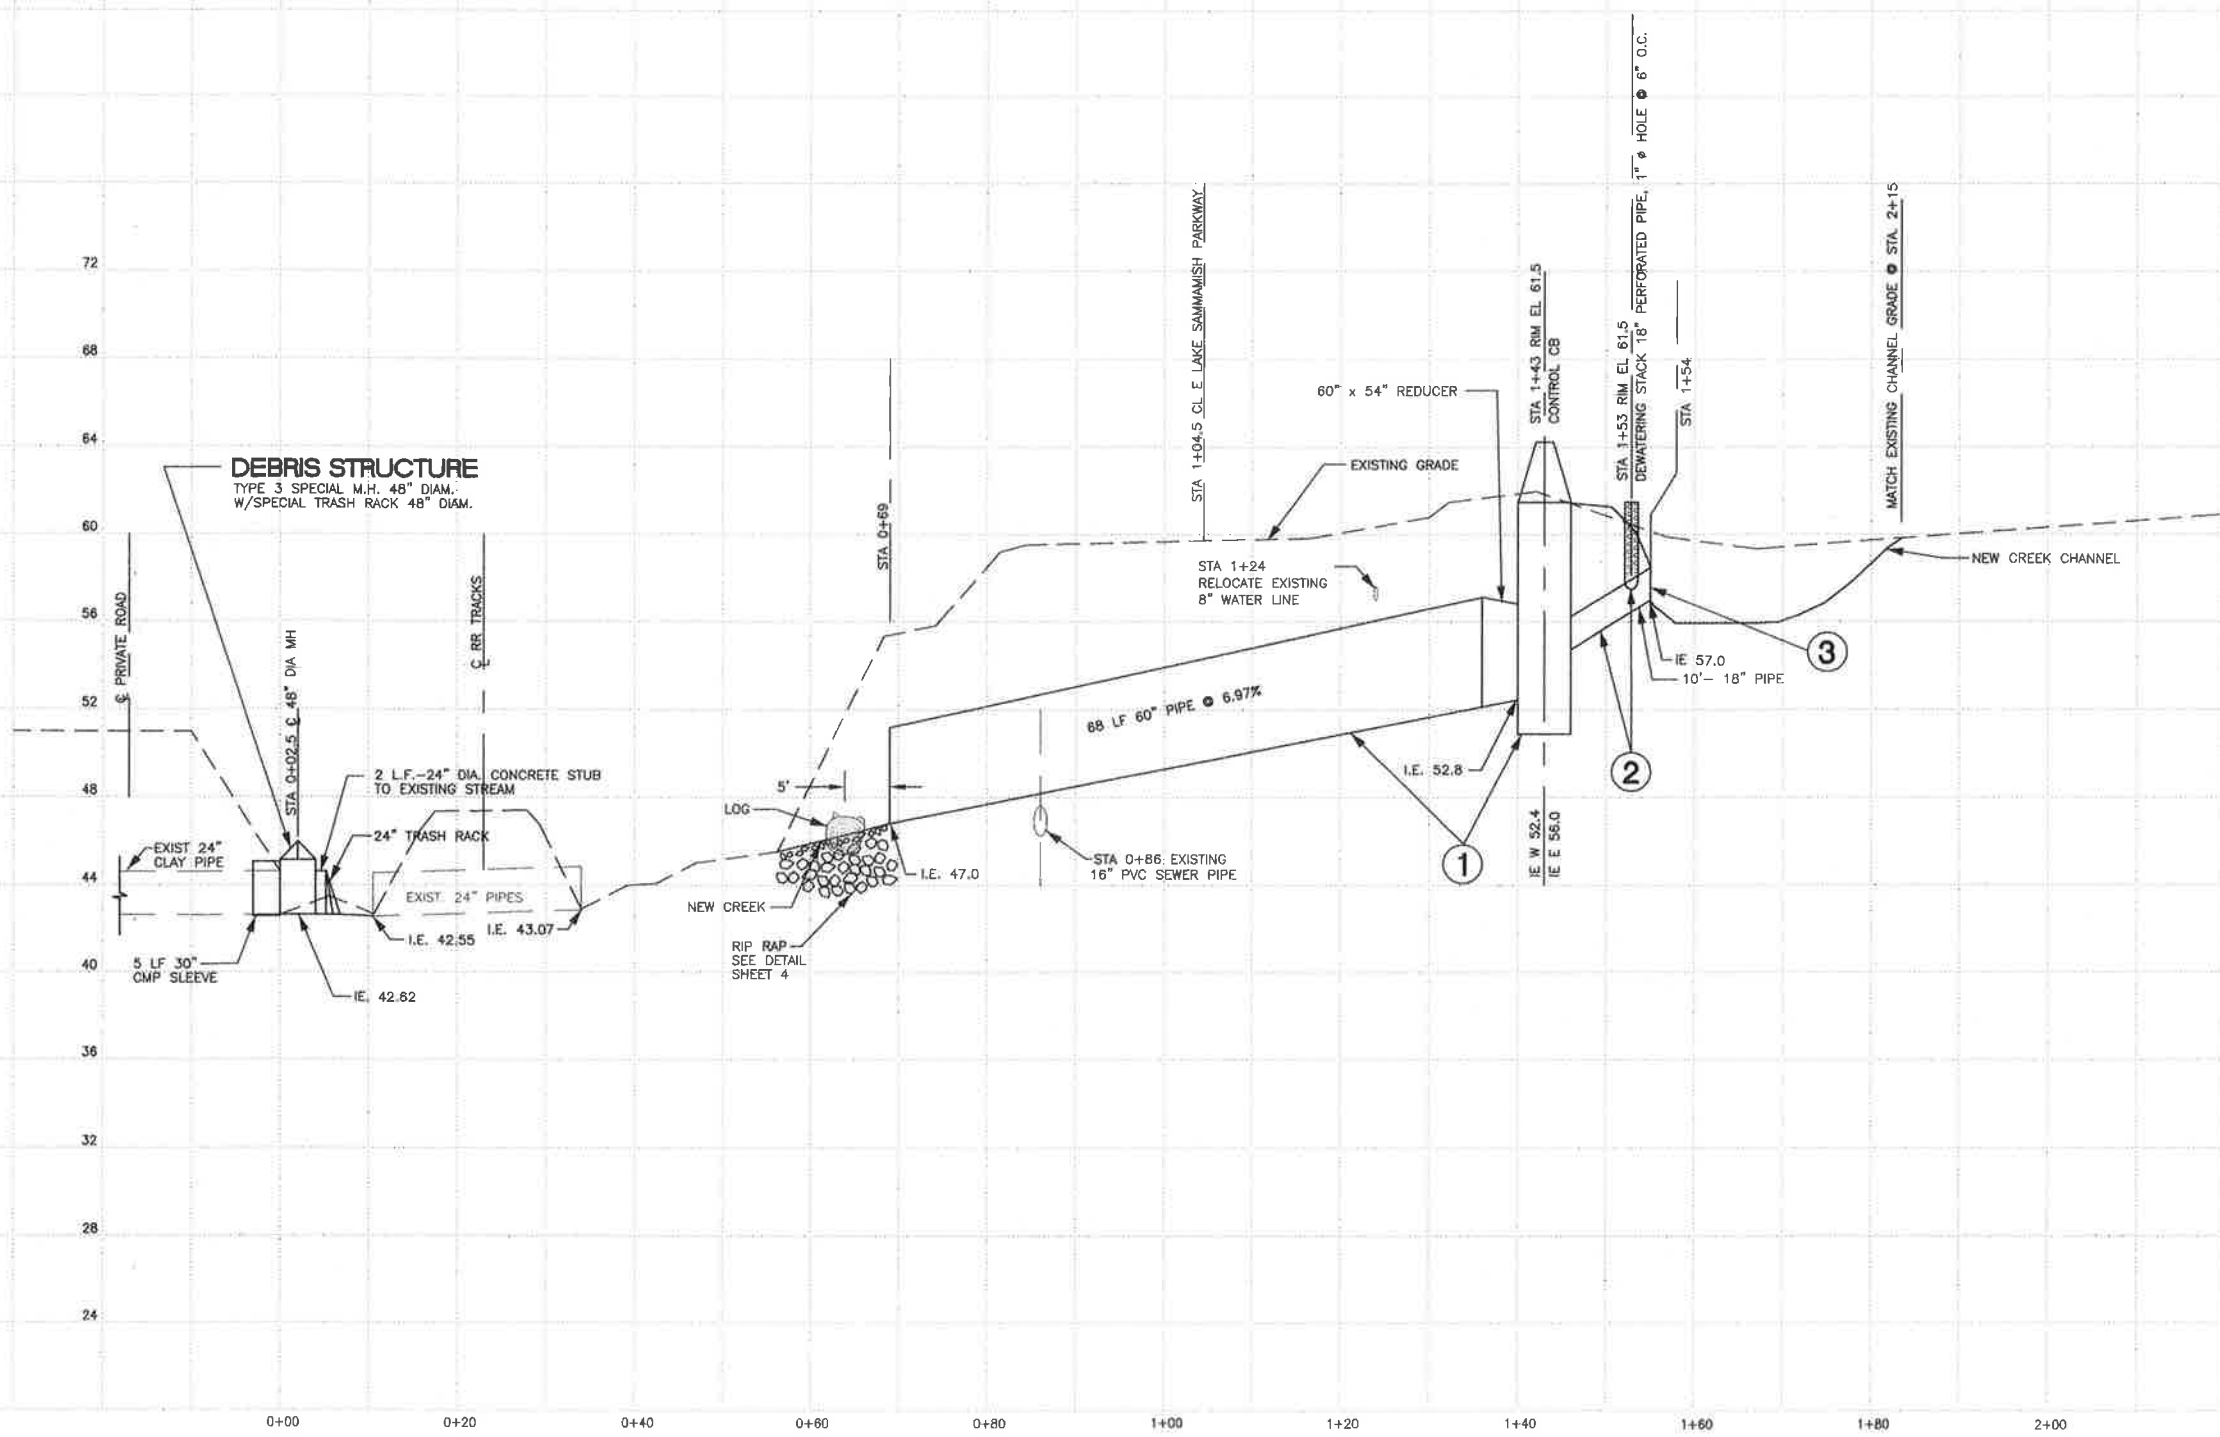 STA 1+53 RIM EL 61.5
DEWATERING STACK 18" PERFORATED PIPE, 1" ø HOLE @ 6" O.C.
STA 1+04.5 CL E LAKE SAMMAMISH PARKWAY
STA 1+43 RIM EL 61.5
CONTROL CB
STA 1+54
MATCH EXISTING CHANNEL GRADE @ STA. 2+15
72
68
64
60
56
52
48
44
40
36
32
28
24
60" x 54" REDUCER
DEBRIS STRUCTURE
TYPE 3 SPECIAL M.H. 48" DIAM.
W/SPECIAL TRASH RACK 48" DIAM.
EXISTING GRADE
STA 0+69
STA 1+24
RELOCATE EXISTING
8" WATER LINE
NEW CREEK CHANNEL
℄ PRIVATE ROAD
STA 0+02.5 ℄ 48" DIA MH
℄ RR TRACKS
3
IE 57.0
10'- 18" PIPE
68 LF 60" PIPE @ 6.97%
2
I.E. 52.8
2 L.F.-24" DIA. CONCRETE STUB
TO EXISTING STREAM
5'
LOG
24" TRASH RACK
EXIST 24"
CLAY PIPE
STA 0+86 EXISTING
16" PVC SEWER PIPE
1
IE W 52.4
IE E 56.0
I.E. 47.0
EXIST. 24" PIPES
NEW CREEK
I.E. 42.55
I.E. 43.07
RIP RAP
SEE DETAIL
SHEET 4
5 LF 30"
CMP SLEEVE
IE. 42.62
0+00
0+20
0+40
0+60
0+80
1+00
1+20
1+40
1+60
1+80
2+00